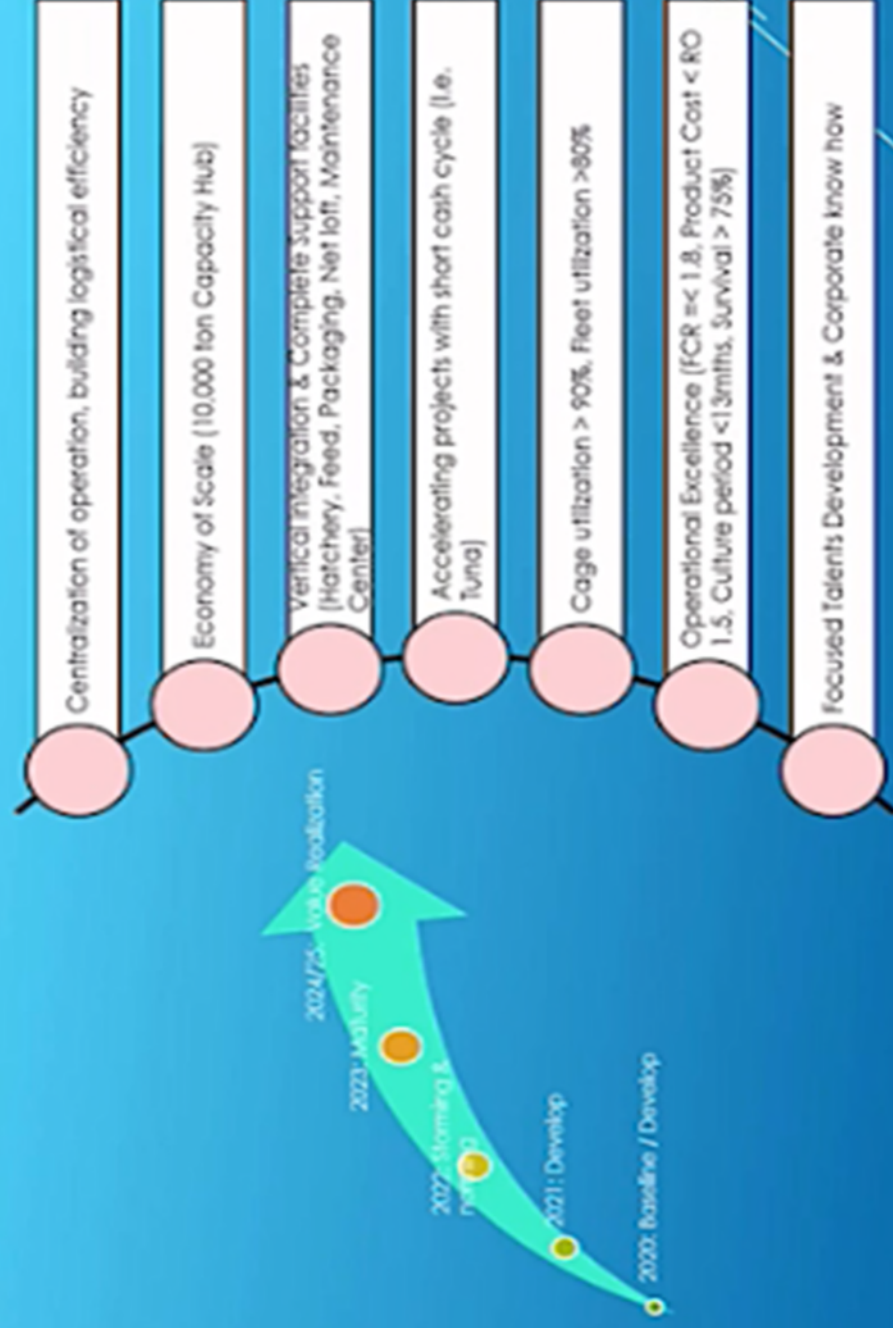 Centralization of operation, building logistical efficiency
Economy of Scale (10,000 ton Capacity Hub)
Vertical integration & Complete Support facilities
(Hatchery, Feed, Packaging, Net loft, Maintenance
Center)
Accelerating projects with short cash cycle (I.e.
Tuna)
Cage utilization > 90%, Fleet utilization >80%
Operational Excellence (FCR =< 1.8, Product Cost < RO
1.5, Culture period <13mths, Survival > 75%)
Focused Talents Development & Corporate know how
2024/25: Value Realization
2023: Maturity
2022: Storming &
2021: Develop
2020: Baseline / Develop